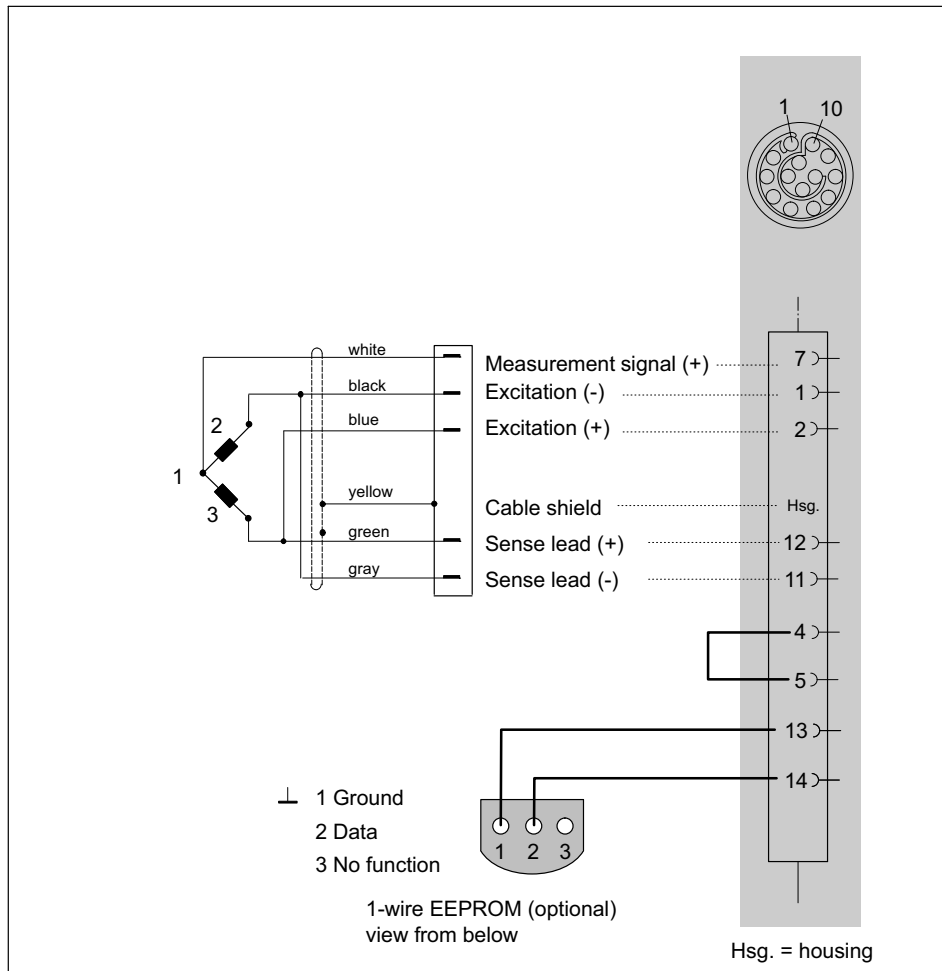 1 10
white
Measurement signal (+) 7
black
Excitation (-) 1
blue
Excitation (+) 2
2
1
3
yellow
Cable shield Hsg.
green
Sense lead (+) 12
gray
Sense lead (-) 11
4
5
13
14
1 Ground
2 Data
3 No function
1 2 3
1-wire EEPROM (optional)
view from below
Hsg. = housing